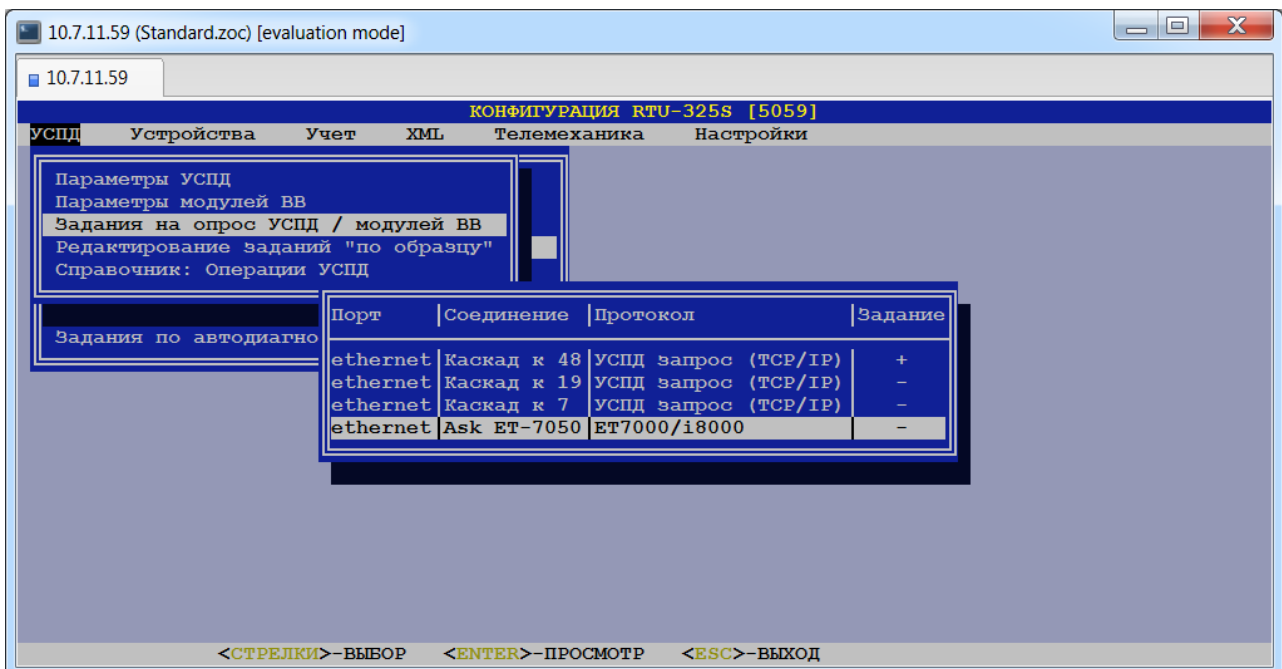 10.7.11.59 (Standard.zoc) [evaluation mode]
10.7.11.59
КОНФИГУРАЦИЯ RTU-325S [5059]
УСПД Устройства Учет XML Телемеханика Настройки
Параметры УСПД
Параметры модулей ВВ
Задания на опрос УСПД / модулей ВВ
Редактирование заданий "по образцу"
Справочник: Операции УСПД
Задания по автодиагно
Порт Соединение Протокол Задание
ethernet Каскад к 48 УСПД запрос (TCP/IP) +
ethernet Каскад к 19 УСПД запрос (TCP/IP) -
ethernet Каскад к 7 УСПД запрос (TCP/IP) -
ethernet Ask ET-7050 ET7000/i8000 -
<СТРЕЛКИ>-ВЫБОР <ENTER>-ПРОСМОТР <ESC>-ВЫХОД